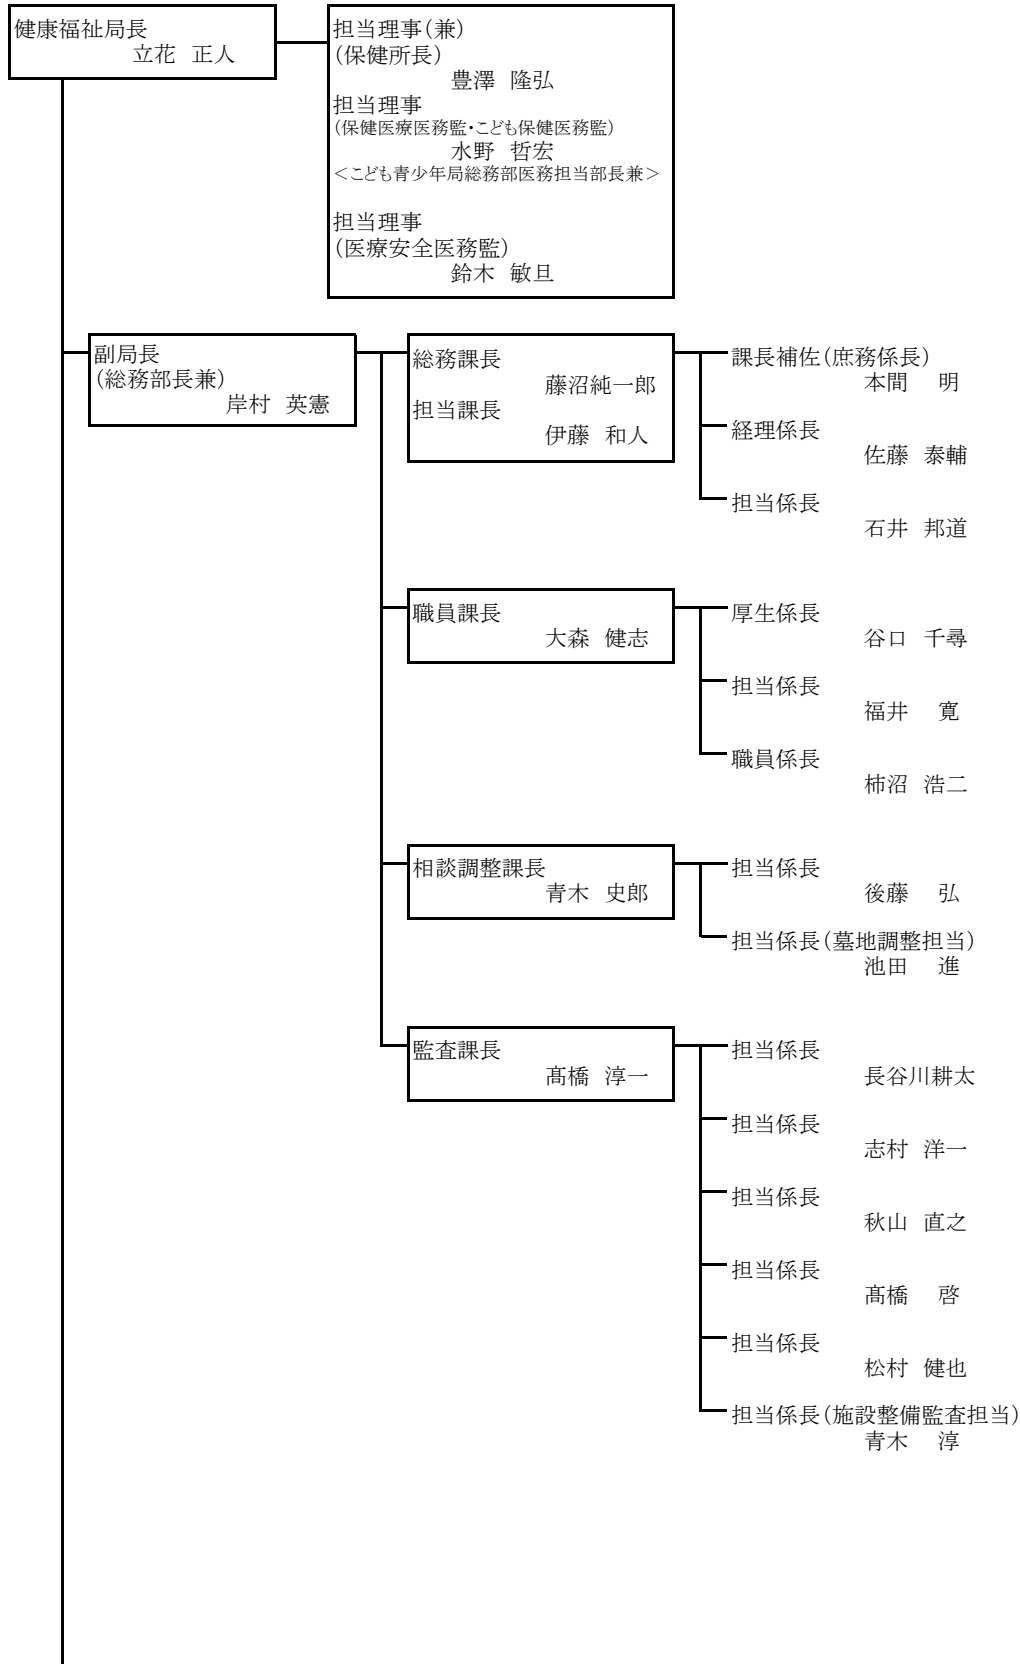 健康福祉局長
立花 正人
担当理事(兼)
(保健所長)
豊澤 隆弘
担当理事
(保健医療医務監・こども保健医務監)
水野 哲宏
<こども青少年局総務部医務担当部長兼>
担当理事
(医療安全医務監)
鈴木 敏旦
副局長
(総務部長兼)
岸村 英憲
総務課長
藤沼純一郎
担当課長
伊藤 和人
課長補佐(庶務係長)
本間 明
経理係長
佐藤 泰輔
担当係長
石井 邦道
職員課長
大森 健志
厚生係長
谷口 千尋
担当係長
福井 寛
職員係長
柿沼 浩二
相談調整課長
青木 史郎
担当係長
後藤 弘
担当係長(墓地調整担当)
池田 進
監査課長
髙橋 淳一
担当係長
長谷川耕太
担当係長
志村 洋一
担当係長
秋山 直之
担当係長
髙橋 啓
担当係長
松村 健也
担当係長(施設整備監査担当)
青木 淳